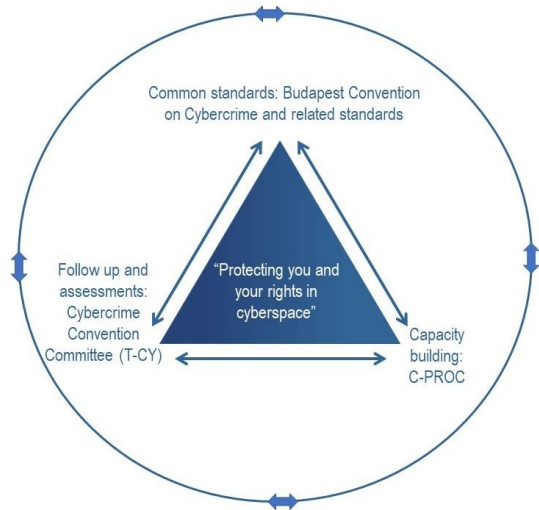 Common standards: Budapest Convention
on Cybercrime and related standards
Follow up and
assessments:
Cybercrime
Convention
Committee (T-CY)
“Protecting you and
your rights in
cyberspace”
Capacity
building:
C-PROC